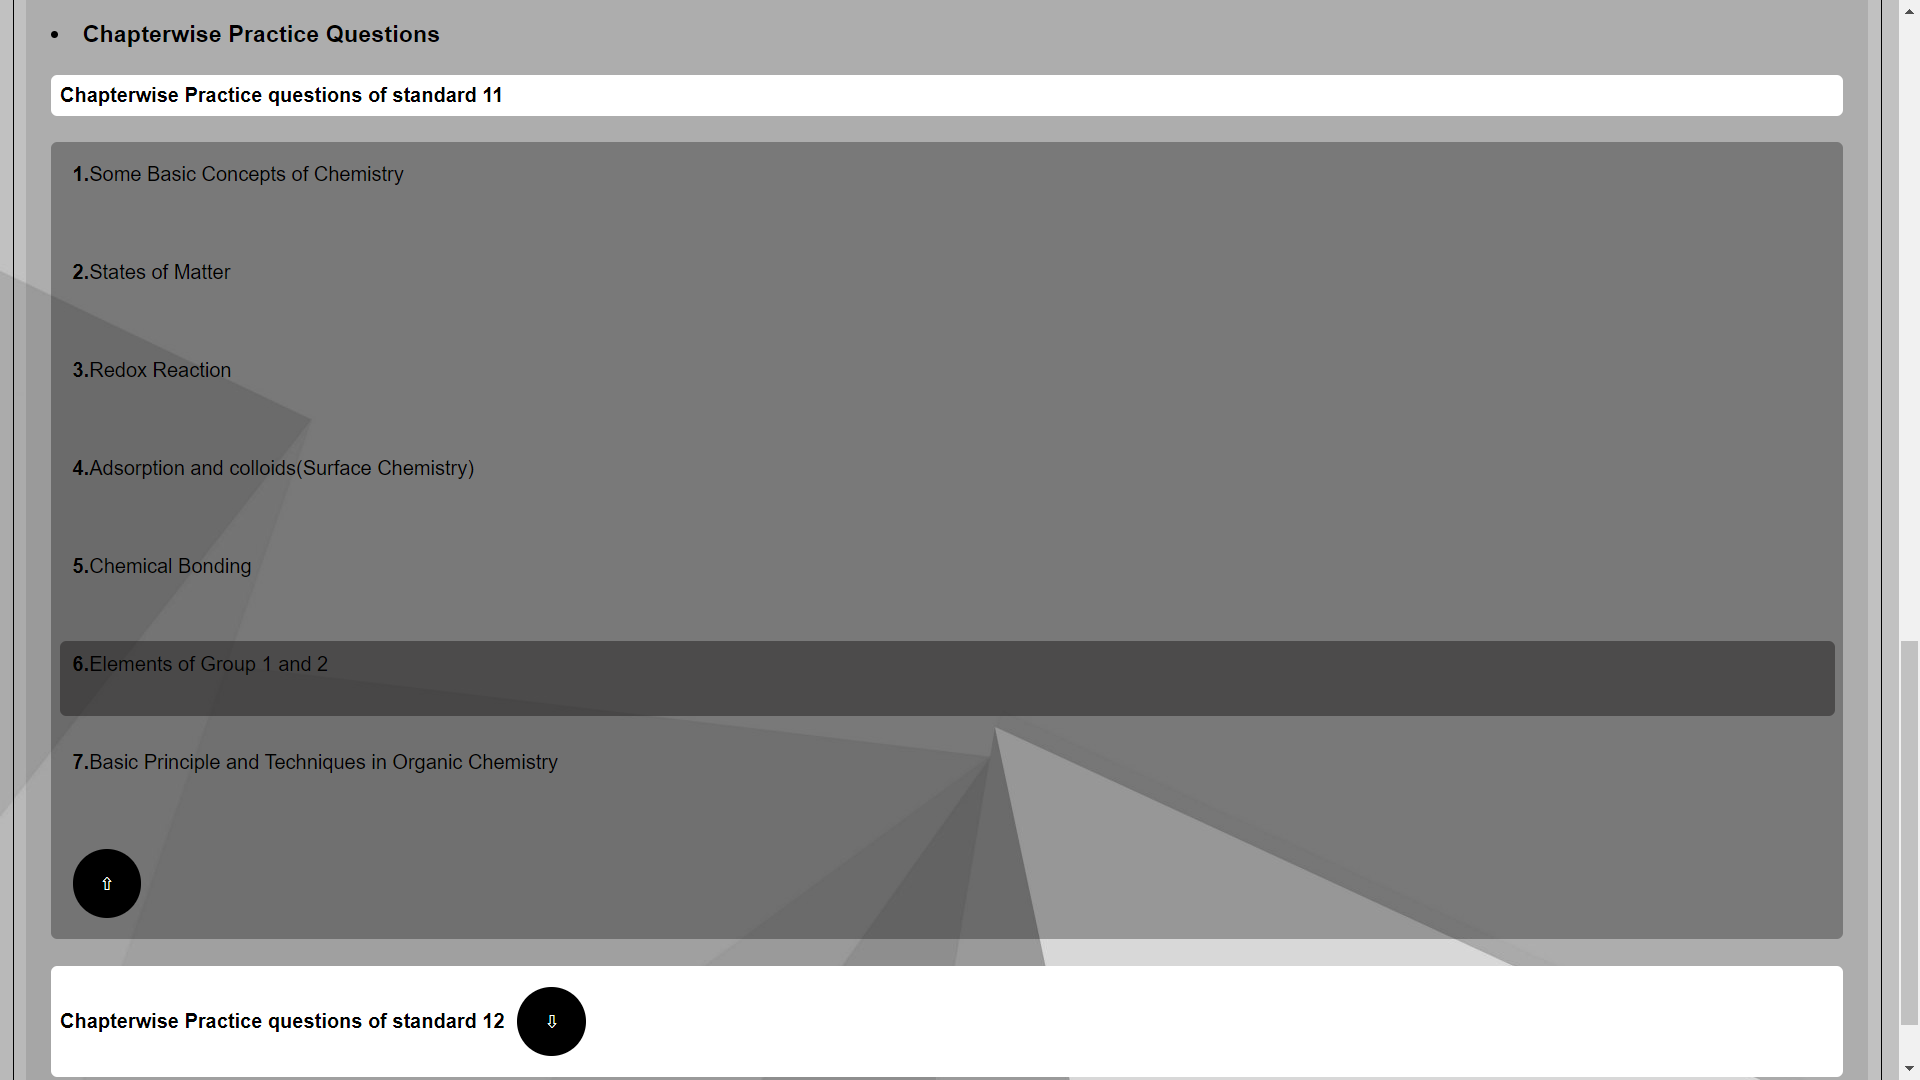 • Chapterwise Practice Questions
Chapterwise Practice questions of standard 11
1.Some Basic Concepts of Chemistry
2.States of Matter
3.Redox Reaction
4.Adsorption and colloids(Surface Chemistry)
5.Chemical Bonding
6.Elements of Group 1 and 2
7.Basic Principle and Techniques in Organic Chemistry
⇧
Chapterwise Practice questions of standard 12 ⇩